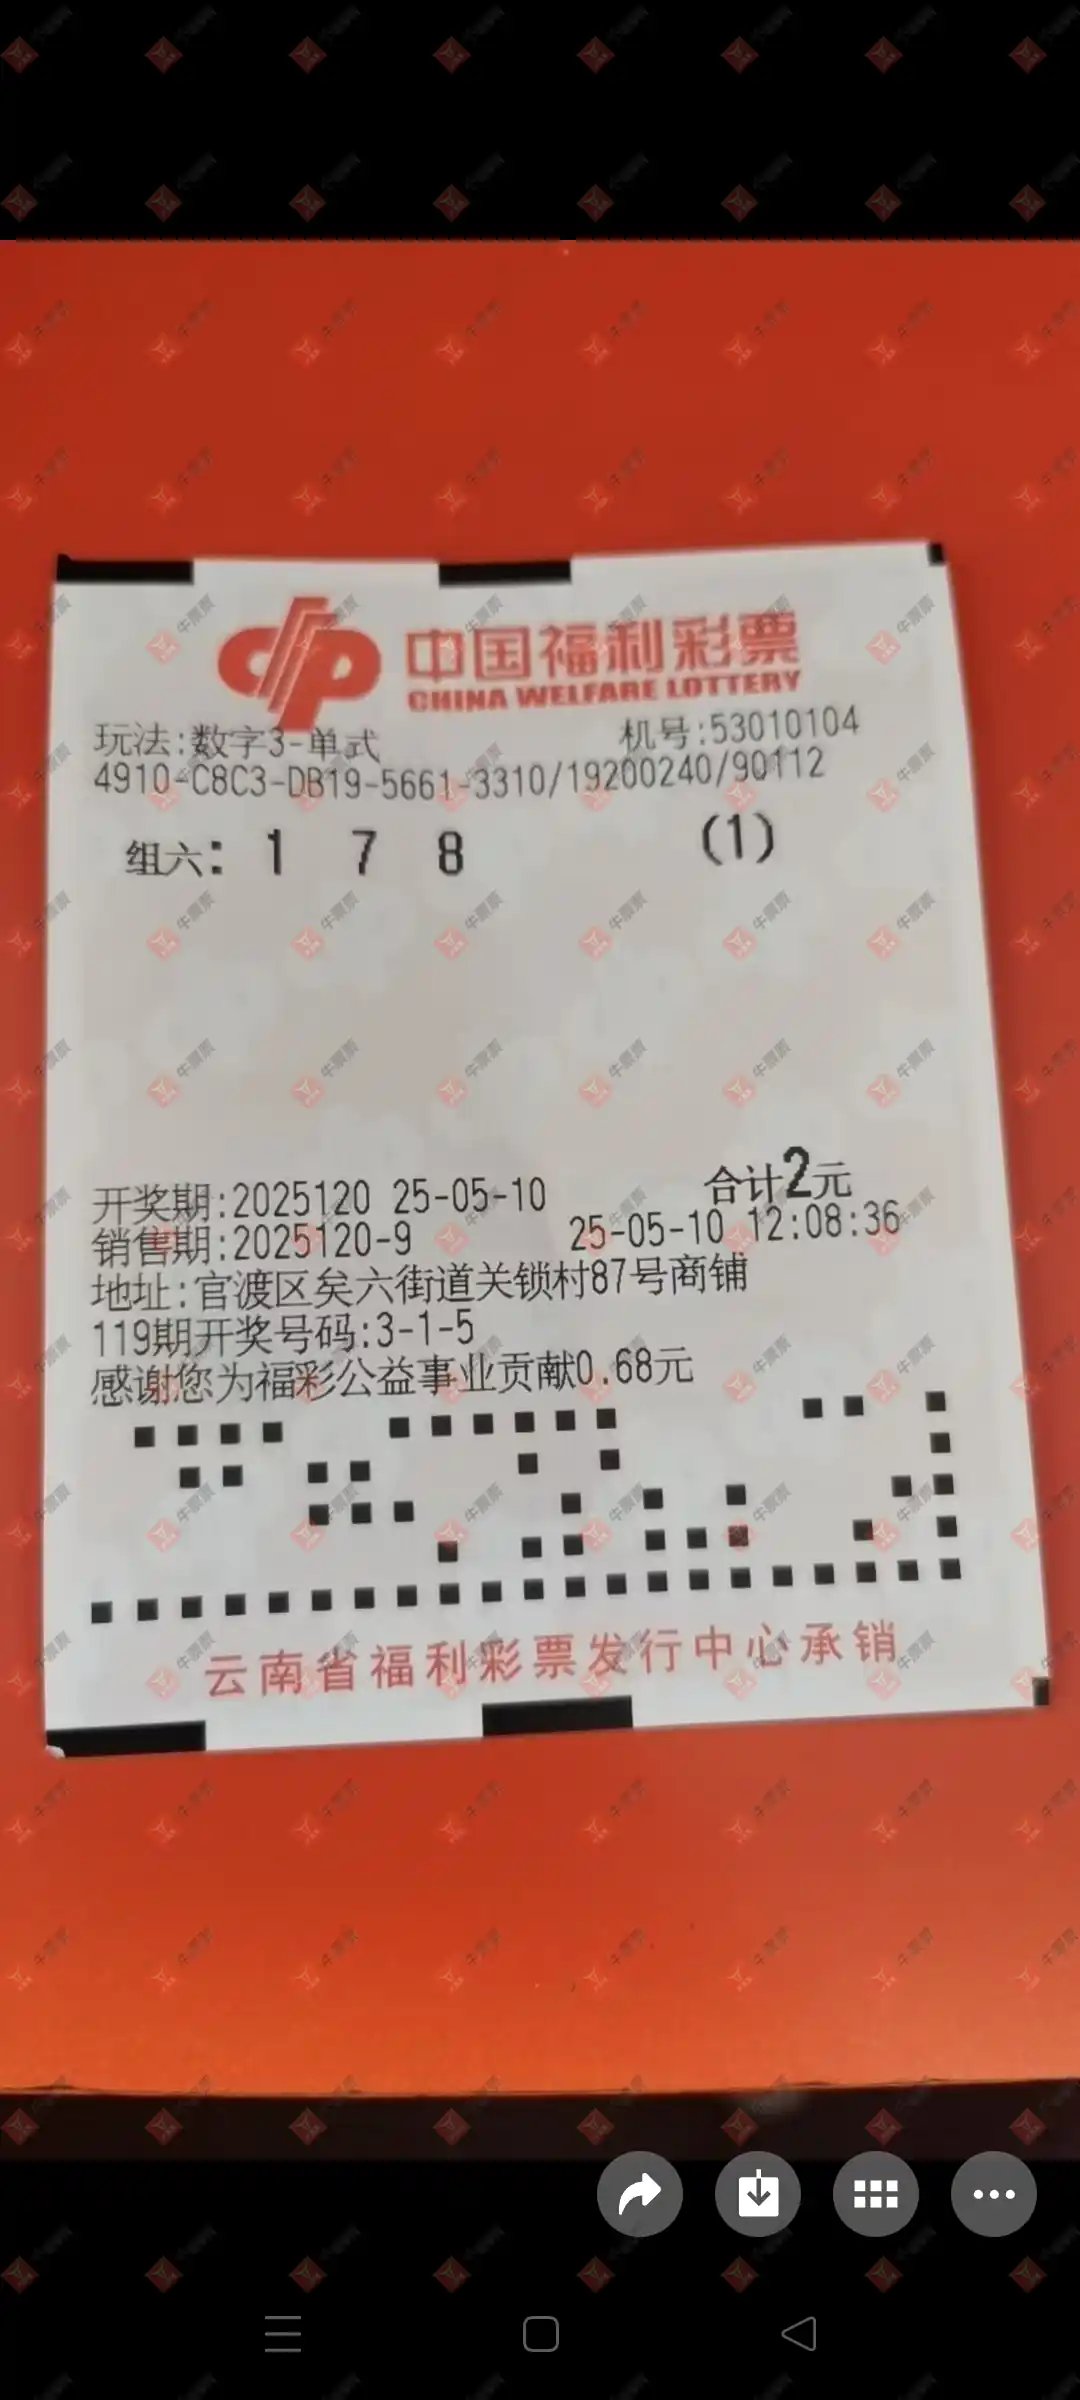 中国福利彩票
CHINA WELFARE LOTTERY
玩法:数字3-单式 机号:53010104
4910-C8C3-DB19-5661-3310/19200240/90112
组六: 1 7 8 (1)
开奖期:2025120 25-05-10 合计2元
销售期:2025120-9 25-05-10 12:08:36
地址:官渡区矣六街道关锁村87号商铺
119期开奖号码:3-1-5
感谢您为福彩公益事业贡献0.68元
云南省福利彩票发行中心承销
牛票票